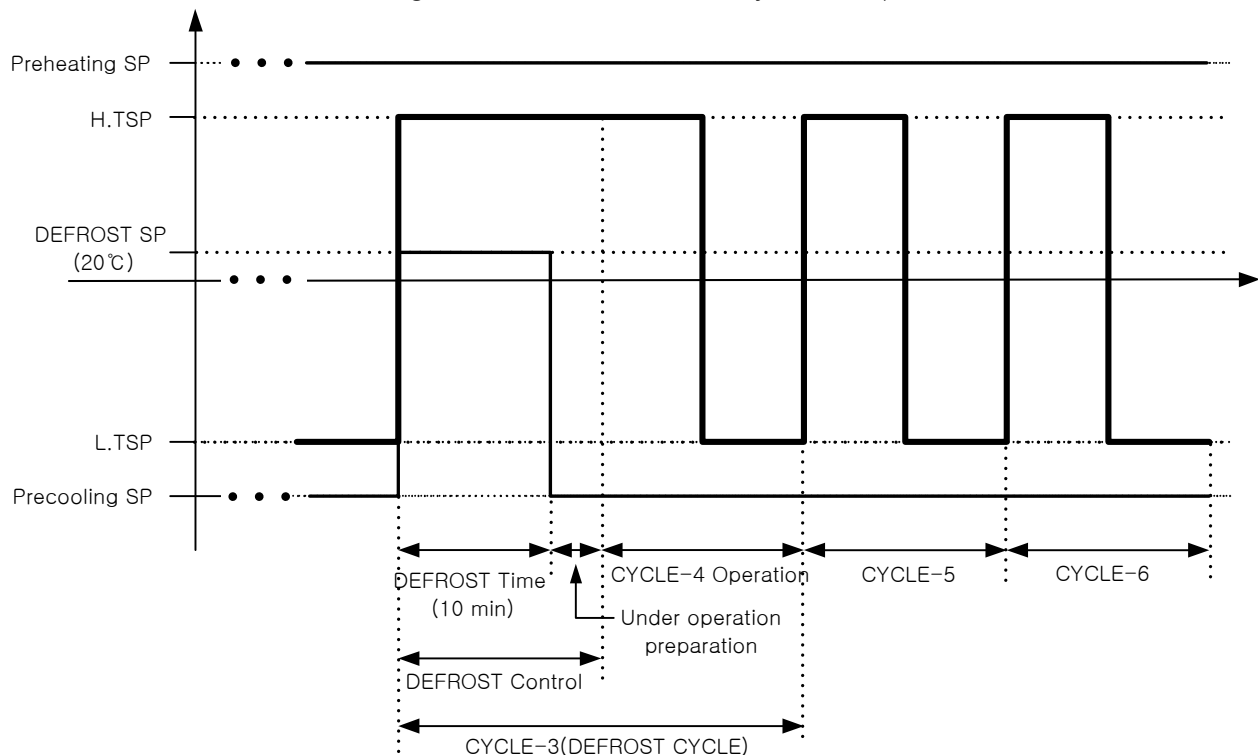 Preheating SP
H.TSP
DEFROST SP
(20℃)
L.TSP
Precooling SP
DEFROST Time
(10 min)
CYCLE-4 Operation
CYCLE-5
CYCLE-6
Under operation
preparation
DEFROST Control
CYCLE-3(DEFROST CYCLE)